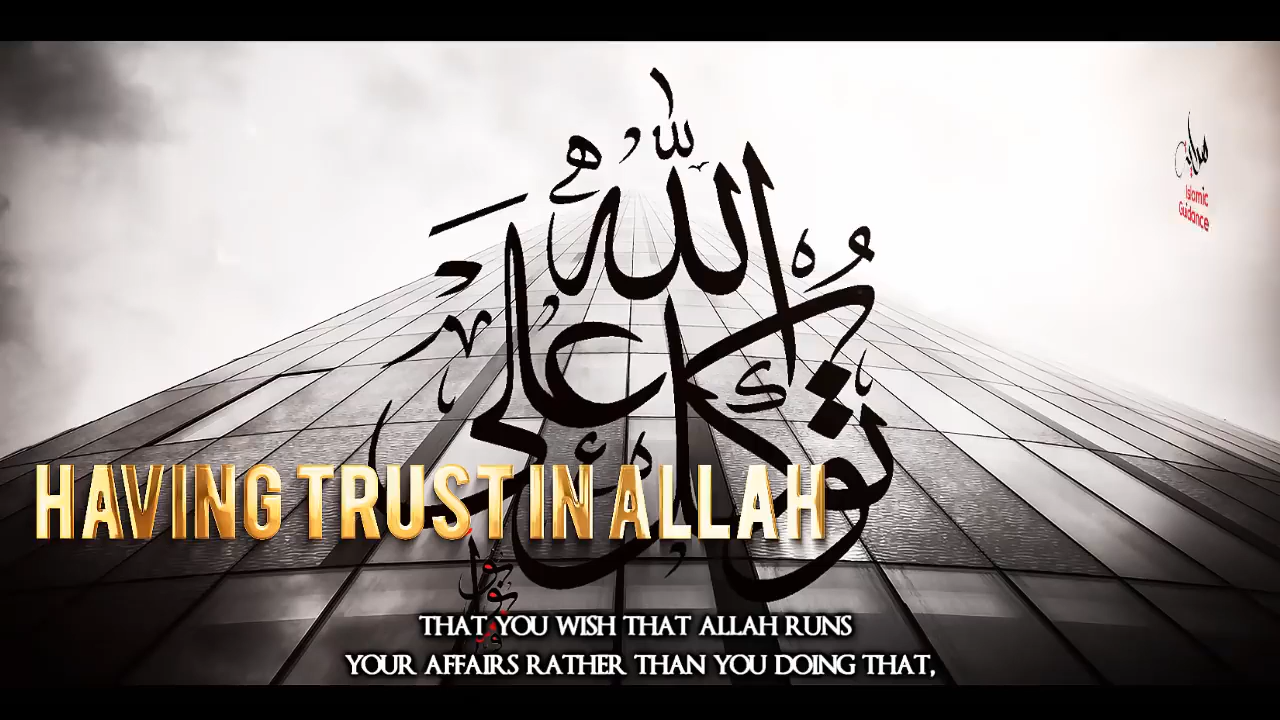 توكلت على الله
Islamic
Guidance
HAVING TRUST IN ALLAH
THAT YOU WISH THAT ALLAH RUNS
YOUR AFFAIRS RATHER THAN YOU DOING THAT,